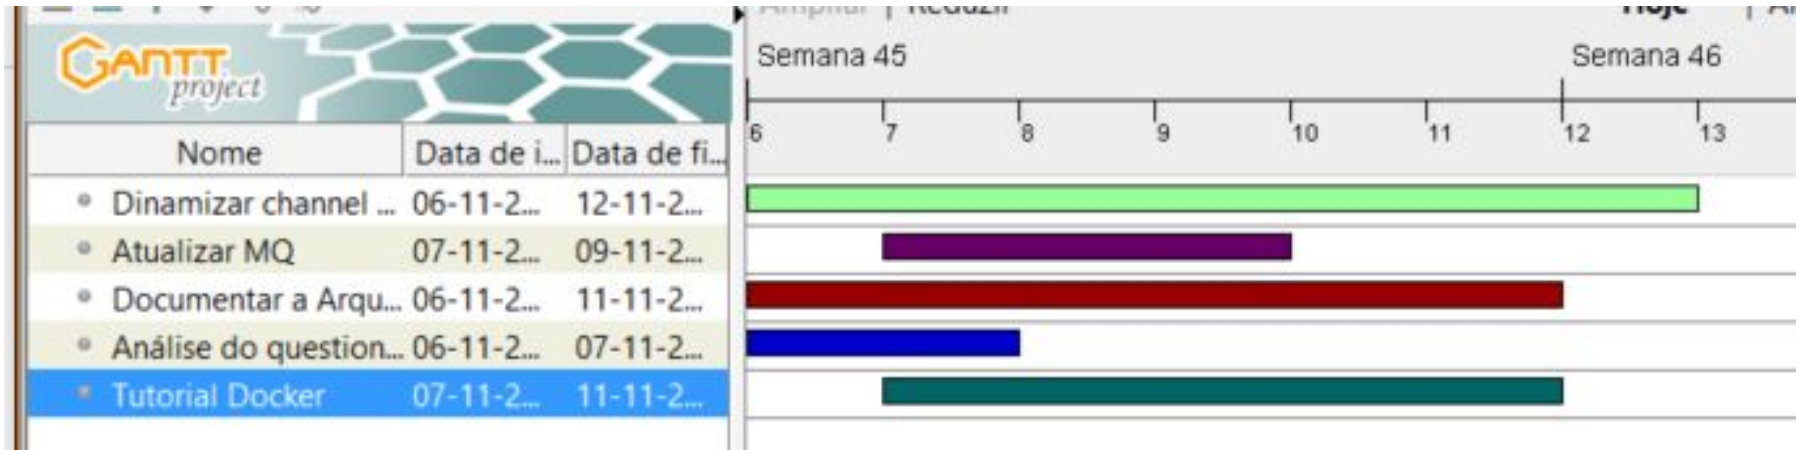 Ampliar | Reduzir Hoje |
GANTT project
Semana 45 Semana 46
6 7 8 9 10 11 12 13
Nome Data de i... Data de fi...
Dinamizar channel ... 06-11-2... 12-11-2...
Atualizar MQ 07-11-2... 09-11-2...
Documentar a Arqu... 06-11-2... 11-11-2...
Análise do question... 06-11-2... 07-11-2...
Tutorial Docker 07-11-2... 11-11-2...